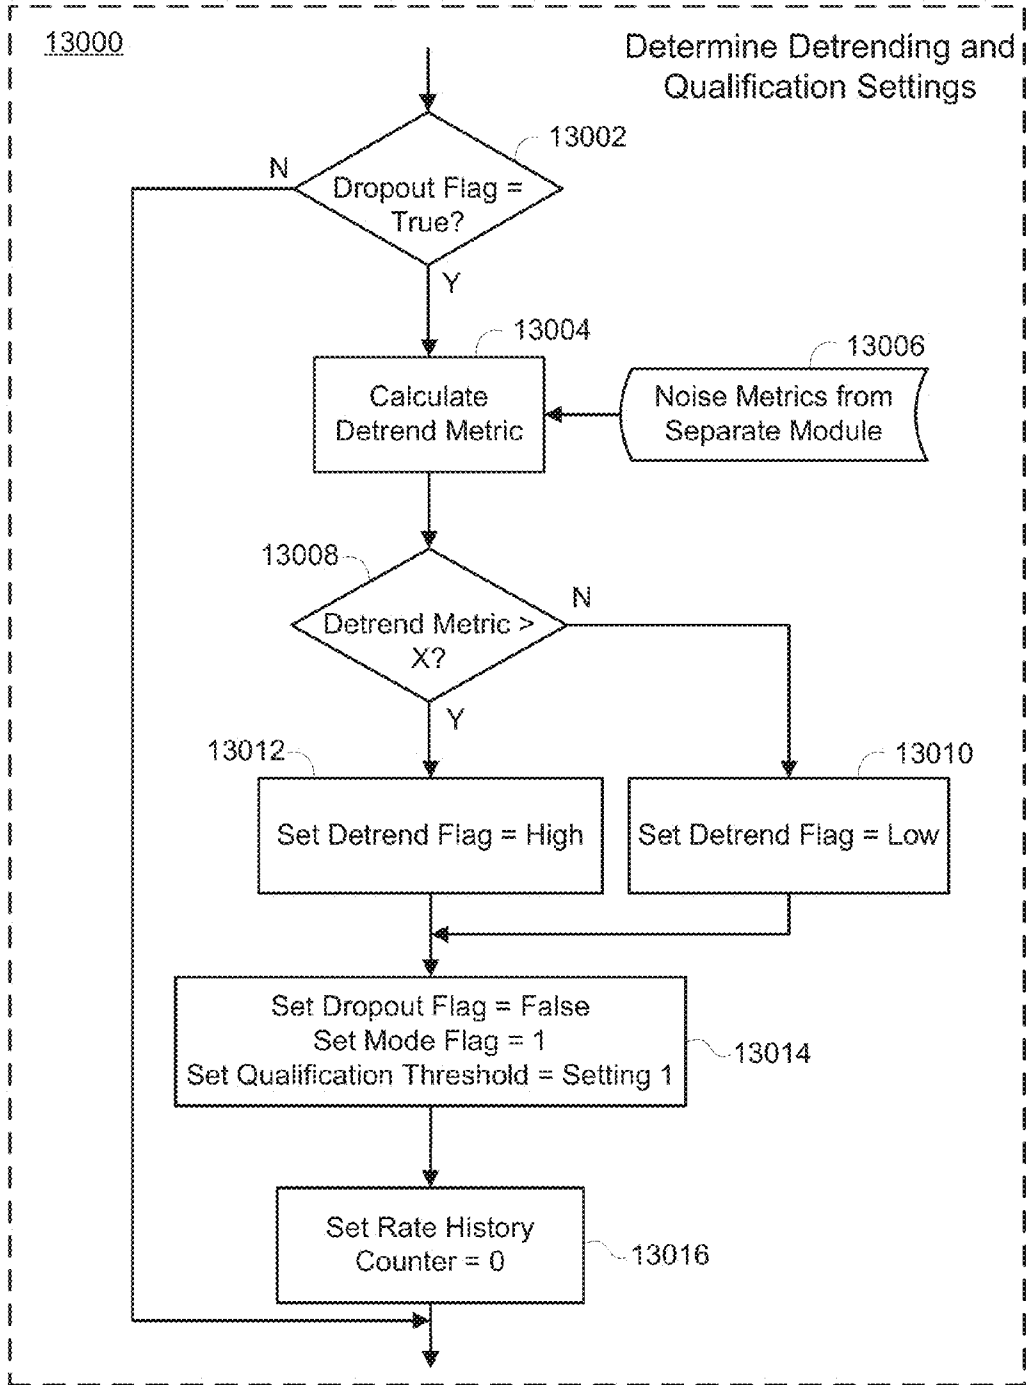 13000
Determine Detrending and
Qualification Settings
13002
N
Dropout Flag =
True?
Y
13004
13006
Calculate
Detrend Metric
Noise Metrics from
Separate Module
13008
N
Detrend Metric >
X?
Y
13012
13010
Set Detrend Flag = High
Set Detrend Flag = Low
Set Dropout Flag = False
Set Mode Flag = 1
Set Qualification Threshold = Setting 1
13014
Set Rate History
Counter = 0
13016